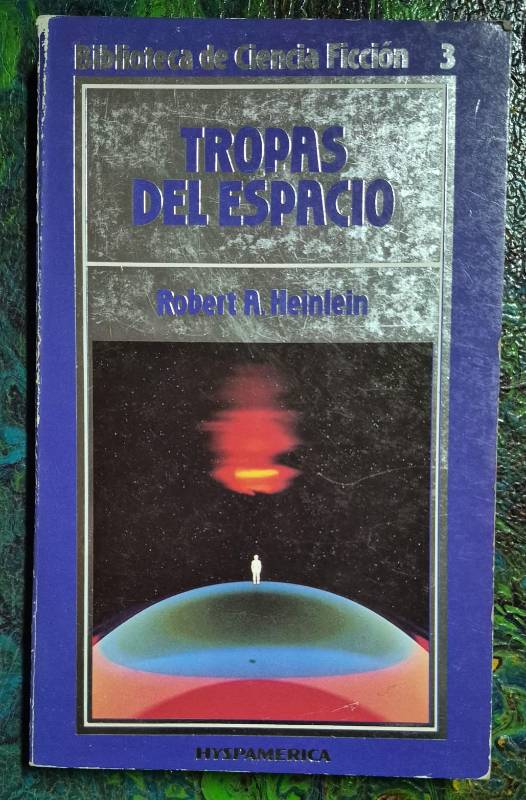 Biblioteca de Ciencia Ficción 3
TROPAS
DEL ESPACIO
Robert A. Heinlein
HYSPAMERICA